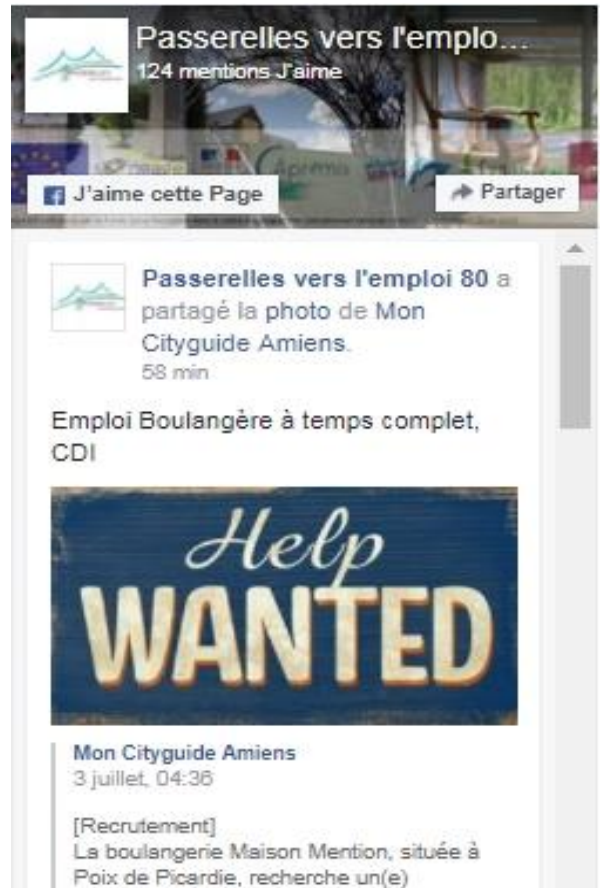 Passerelles vers l'emplo...
124 mentions J'aime
Aprémis
J'aime cette Page
Partager
Passerelles vers l'emploi 80 a
partagé la photo de Mon
Cityguide Amiens.
58 min
Emploi Boulangère à temps complet,
CDI
Help
WANTED
Mon Cityguide Amiens
3 juillet, 04:36
[Recrutement]
La boulangerie Maison Mention, située à
Poix de Picardie, recherche un(e)